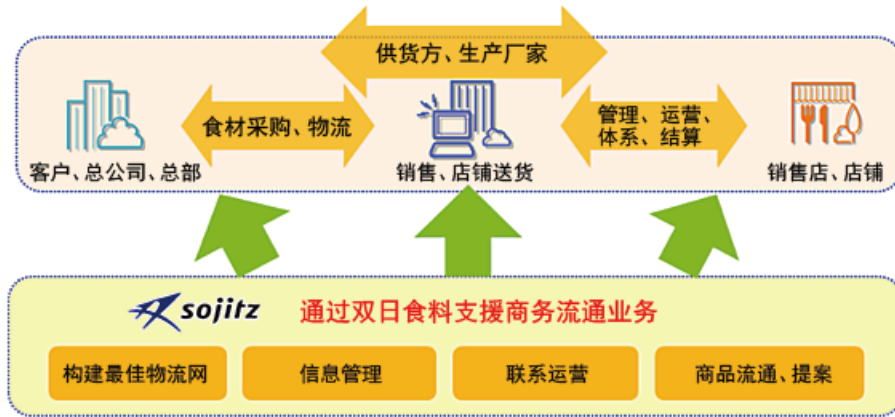 供货方、生产厂家
食材采购、物流
管理、运营、
体系、结算
客户、总公司、总部
销售、店铺送货
销售店、店铺
sojitz 通过双日食料支援商务流通业务
构建最佳物流网
信息管理
联系运营
商品流通、提案